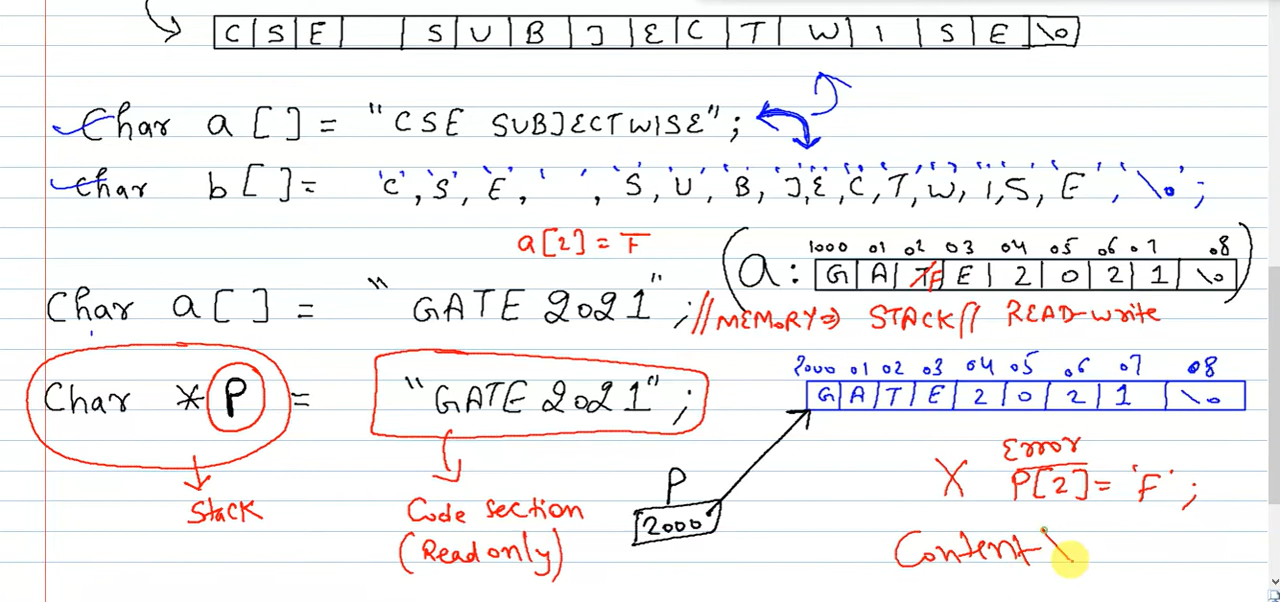 C S E   S U B J E C T W I S E \0
Char a [ ] = "CSE SUBJECTWISE";
Char b [ ] = 'C','S','E',' ','S','U','B','J','E','C','T','W','I','S','E','\0';
a[2] = F
1000 01 02 03 04 05 06 07 08
a: G A T F E 2 0 2 1 \0
Char a [ ] = "GATE 2021"; //MEMORY⇒ STACK// READ-write
2000 01 02 03 04 05 06 07 08
Char *P = "GATE 2021"; G A T E 2 0 2 1 \0
Error
X P[2] = 'F';
P
Stack
Code section
2000
(Read only)
Content